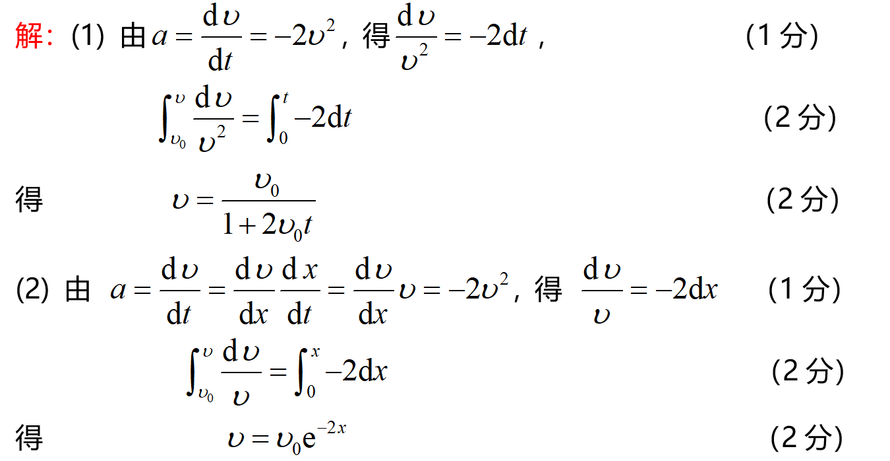 解：(1) 由 $a = \frac{\mathrm{d}\upsilon}{\mathrm{d}t} = -2\upsilon^2$，得 $\frac{\mathrm{d}\upsilon}{\upsilon^2} = -2\mathrm{d}t$， (1 分)
$\int_{\upsilon_0}^{\upsilon} \frac{\mathrm{d}\upsilon}{\upsilon^2} = \int_0^t -2\mathrm{d}t$ (2 分)
得 $\upsilon = \frac{\upsilon_0}{1+2\upsilon_0 t}$ (2 分)
(2) 由 $a = \frac{\mathrm{d}\upsilon}{\mathrm{d}t} = \frac{\mathrm{d}\upsilon}{\mathrm{d}x} \frac{\mathrm{d}x}{\mathrm{d}t} = \frac{\mathrm{d}\upsilon}{\mathrm{d}x} \upsilon = -2\upsilon^2$，得 $\frac{\mathrm{d}\upsilon}{\upsilon} = -2\mathrm{d}x$ (1 分)
$\int_{\upsilon_0}^{\upsilon} \frac{\mathrm{d}\upsilon}{\upsilon} = \int_0^x -2\mathrm{d}x$ (2 分)
得 $\upsilon = \upsilon_0 \mathrm{e}^{-2x}$ (2 分)